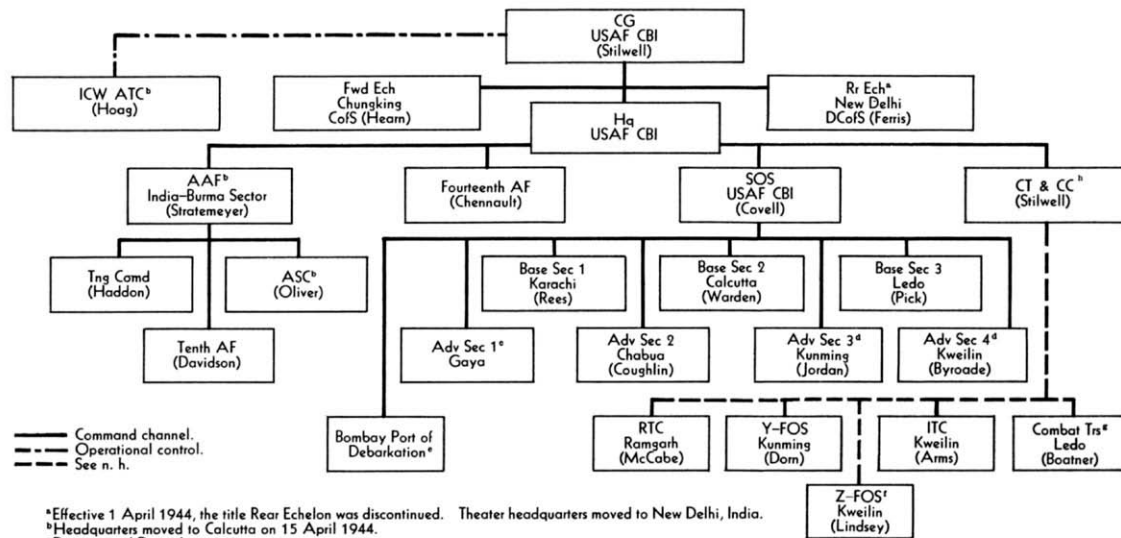 CG
USAF CBI
(Stilwell)
ICW ATCᵇ
(Hoag)
Fwd Ech
Chungking
CofS (Hearn)
Rr Echᵃ
New Delhi
DCofS (Ferris)
Hq
USAF CBI
AAFᵇ
India–Burma Sector
(Stratemeyer)
Fourteenth AF
(Chennault)
SOS
USAF CBI
(Covell)
CT & CCʰ
(Stilwell)
Tng Comd
(Haddon)
ASCᵇ
(Oliver)
Tenth AF
(Davidson)
Base Sec 1
Karachi
(Rees)
Base Sec 2
Calcutta
(Warden)
Base Sec 3
Ledo
(Pick)
Adv Sec 1ᶜ
Gaya
Adv Sec 2
Chabua
(Coughlin)
Adv Sec 3ᵈ
Kunming
(Jordan)
Adv Sec 4ᵈ
Kweilin
(Byroade)
Bombay Port of
Debarkationᵉ
RTC
Ramgarh
(McCabe)
Y–FOS
Kunming
(Dorn)
ITC
Kweilin
(Arms)
Combat Trsᵍ
Ledo
(Boatner)
Z–FOSᶠ
Kweilin
(Lindsey)
Command channel.
Operational control.
See n. h.
ᵃEffective 1 April 1944, the title Rear Echelon was discontinued. Theater headquarters moved to New Delhi, India.
ᵇHeadquarters moved to Calcutta on 15 April 1944.